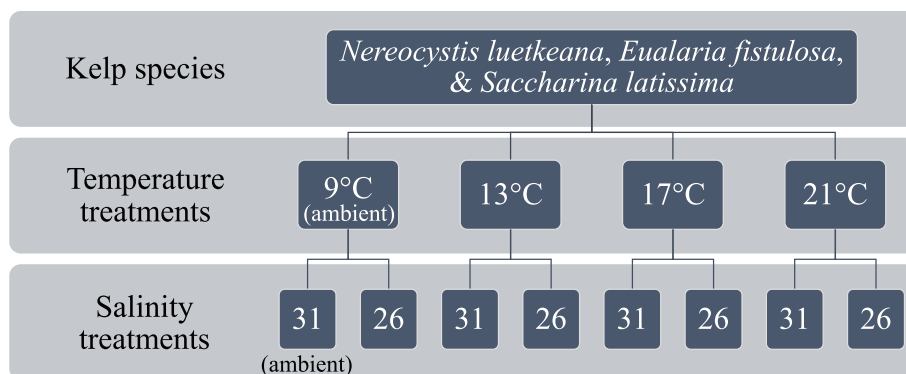 Kelp species
Nereocystis luetkeana, Eualaria fistulosa,
& Saccharina latissima
Temperature
treatments
9°C
(ambient)
13°C
17°C
21°C
Salinity
treatments
31
(ambient)
26
31
26
31
26
31
26